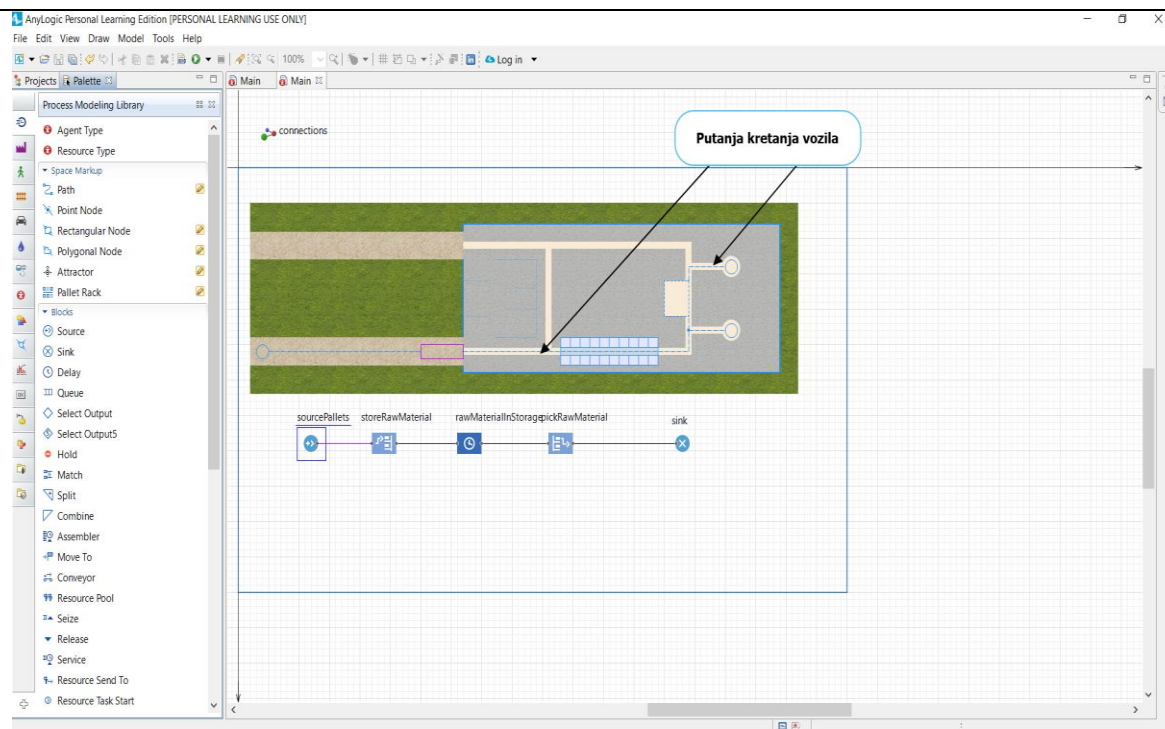 AnyLogic Personal Learning Edition [PERSONAL LEARNING USE ONLY]
File Edit View Draw Model Tools Help
100% Log in
Projects Palette Main Main
Process Modeling Library
Agent Type
Resource Type
Space Markup
Path
Point Node
Rectangular Node
Polygonal Node
Attractor
Pallet Rack
Blocks
Source
Sink
Delay
Queue
Select Output
Select Output5
Hold
Match
Split
Combine
Assembler
Move To
Conveyor
Resource Pool
Seize
Release
Service
Resource Send To
Resource Task Start
connections
Putanja kretanja vozila
sourcePallets storeRawMaterial rawMaterialInStorage pickRawMaterial sink